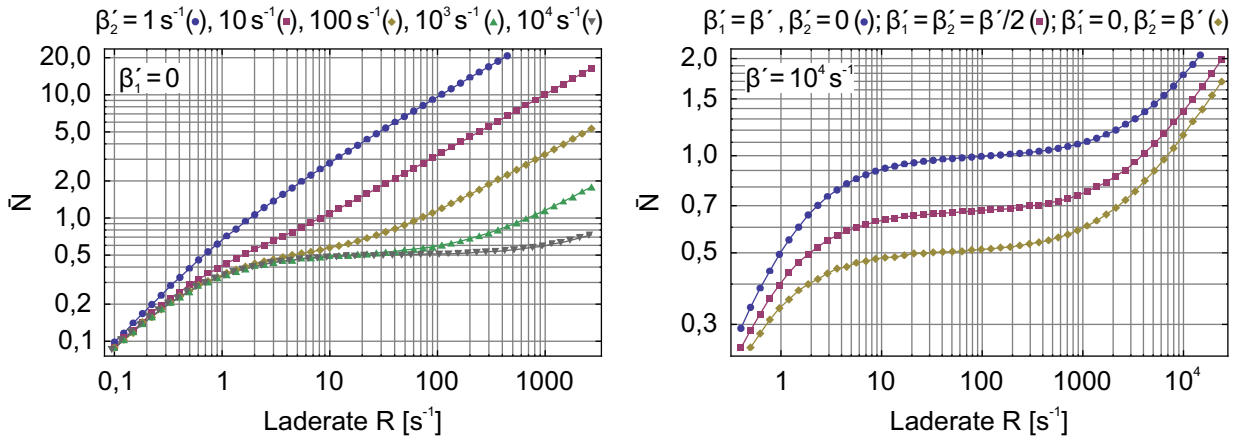 β′₂ = 1 s⁻¹(●), 10 s⁻¹(■), 100 s⁻¹(◆), 10³ s⁻¹(▲), 10⁴ s⁻¹(▼)
β′₁ = 0
20,0
10,0
5,0
2,0
1,0
0,5
0,2
0,1
N̄
0,1 1 10 100 1000
Laderate R [s⁻¹]
β′₁ = β′ , β′₂ = 0 (●); β′₁ = β′₂ = β′/2 (■); β′₁ = 0, β′₂ = β′ (◆)
β′ = 10⁴ s⁻¹
2,0
1,5
1,0
0,7
0,5
0,3
N̄
1 10 100 1000 10⁴
Laderate R [s⁻¹]